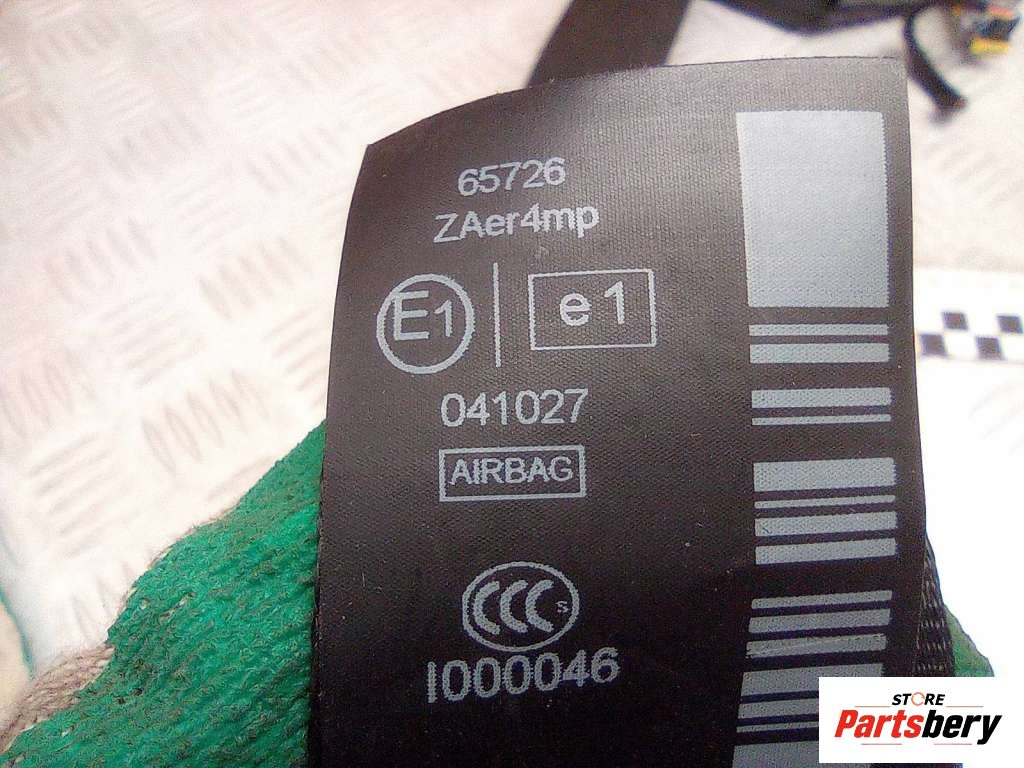 65726
ZAer4mp
E1 e1
041027
AIRBAG
CCC S
I000046
STORE
Partsbery